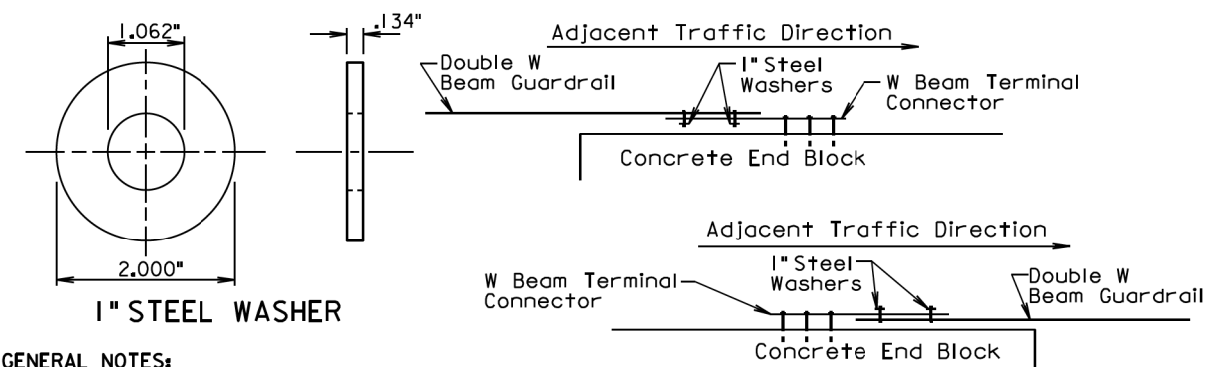 1.062"
.134"
2.000"
1" STEEL WASHER
Adjacent Traffic Direction
Double W
Beam Guardrail
1" Steel
Washers
W Beam Terminal
Connector
Concrete End Block
Adjacent Traffic Direction
W Beam Terminal
Connector
1" Steel
Washers
Double W
Beam Guardrail
Concrete End Block
GENERAL NOTES: